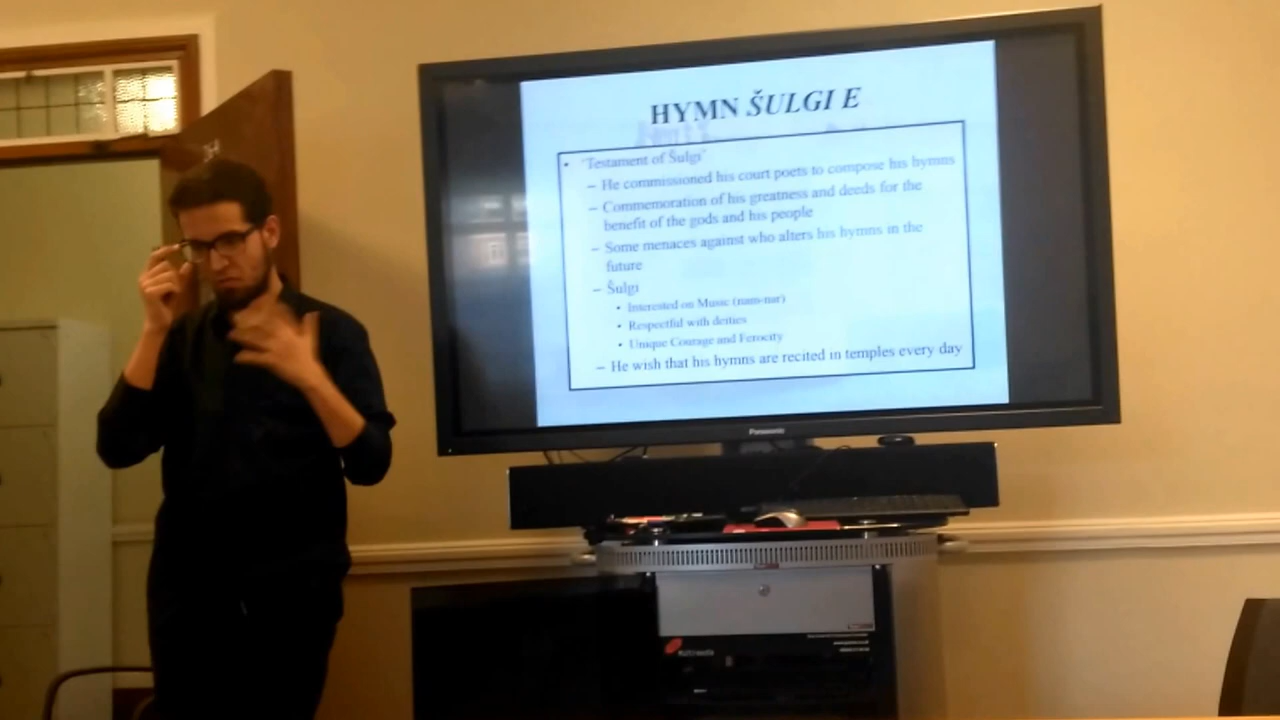 HYMN ŠULGI E
• "Testament of Šulgi"
– He commissioned his court poets to compose his hymns
– Commemoration of his greatness and deeds for the
benefit of the gods and his people
– Some menaces against who alters his hymns in the
future
– Šulgi
• Interested on Music (nam-nar)
• Respectful with deities
• Unique Courage and Ferocity
– He wish that his hymns are recited in temples every day
Panasonic